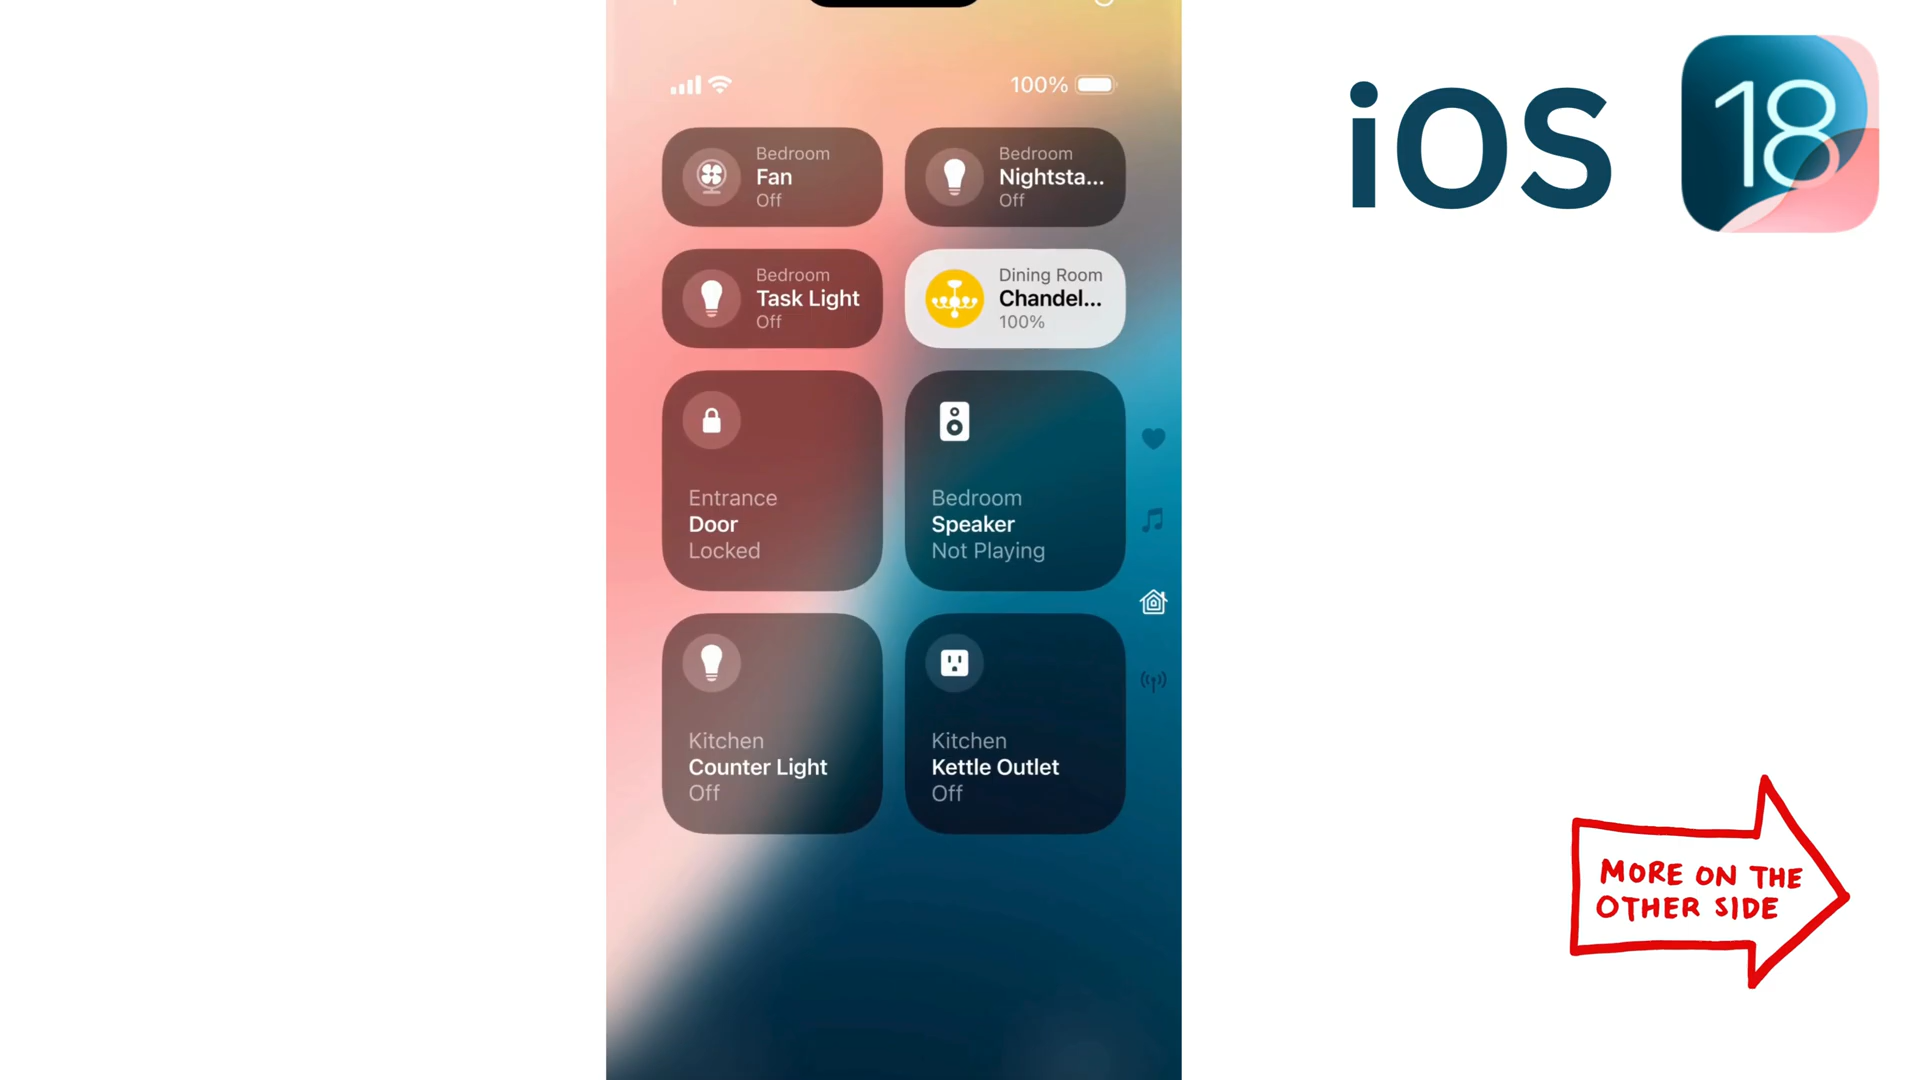 100%
Bedroom
Fan
Off
Bedroom
Nightsta...
Off
Bedroom
Task Light
Off
Dining Room
Chandel...
100%
Entrance
Door
Locked
Bedroom
Speaker
Not Playing
Kitchen
Counter Light
Off
Kitchen
Kettle Outlet
Off
iOS
18
MORE ON THE
OTHER SIDE